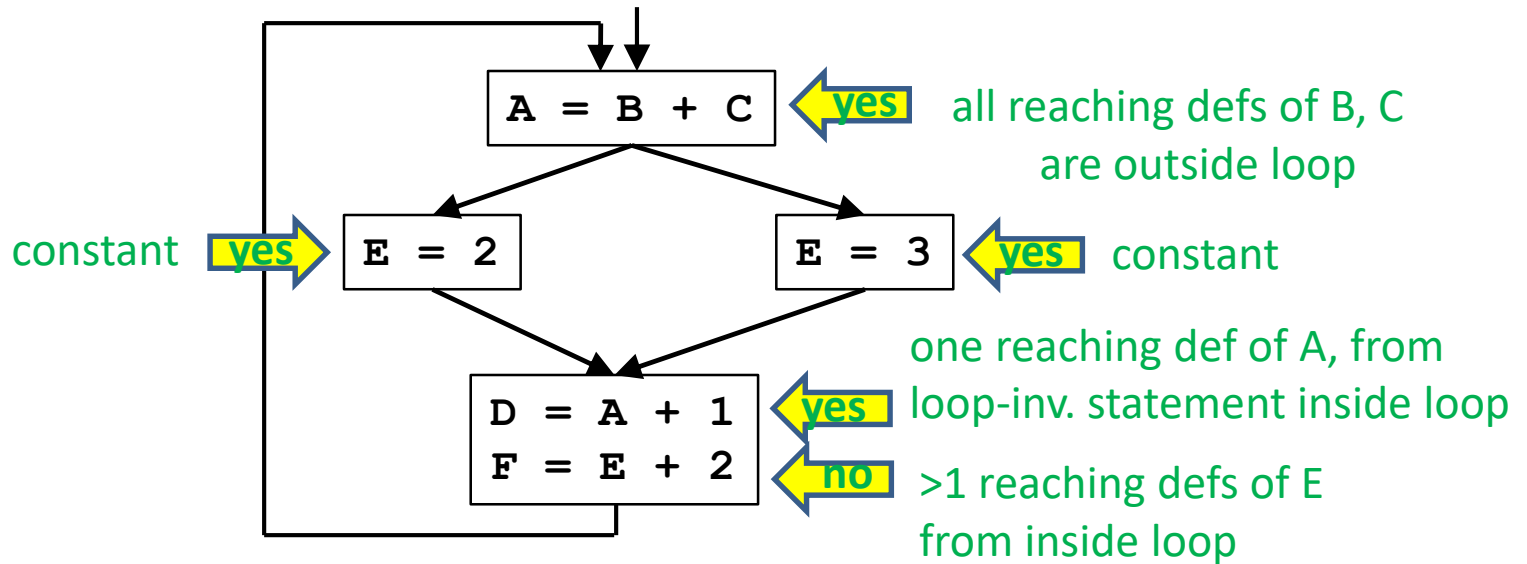 A = B + C
yes
all reaching defs of B, C
are outside loop
constant
yes
E = 2
E = 3
yes
constant
D = A + 1
F = E + 2
yes
one reaching def of A, from
loop-inv. statement inside loop
no
>1 reaching defs of E
from inside loop